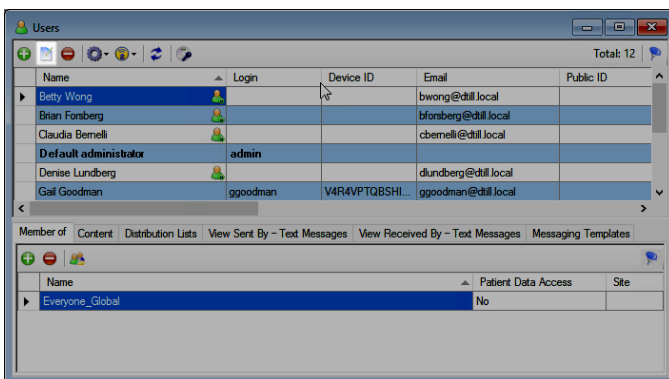 Users
Total: 12
Name Login Device ID Email Public ID
Betty Wong bwong@dtill.local
Brian Forsberg bforsberg@dtill.local
Claudia Bernelli cbernelli@dtill.local
Default administrator admin
Denise Lundberg dlundberg@dtill.local
Gail Goodman ggoodman V4R4VPTQBSHI... ggoodman@dtill.local
Member of Content Distribution Lists View Sent By – Text Messages View Received By – Text Messages Messaging Templates
Name Patient Data Access Site
Everyone_Global No